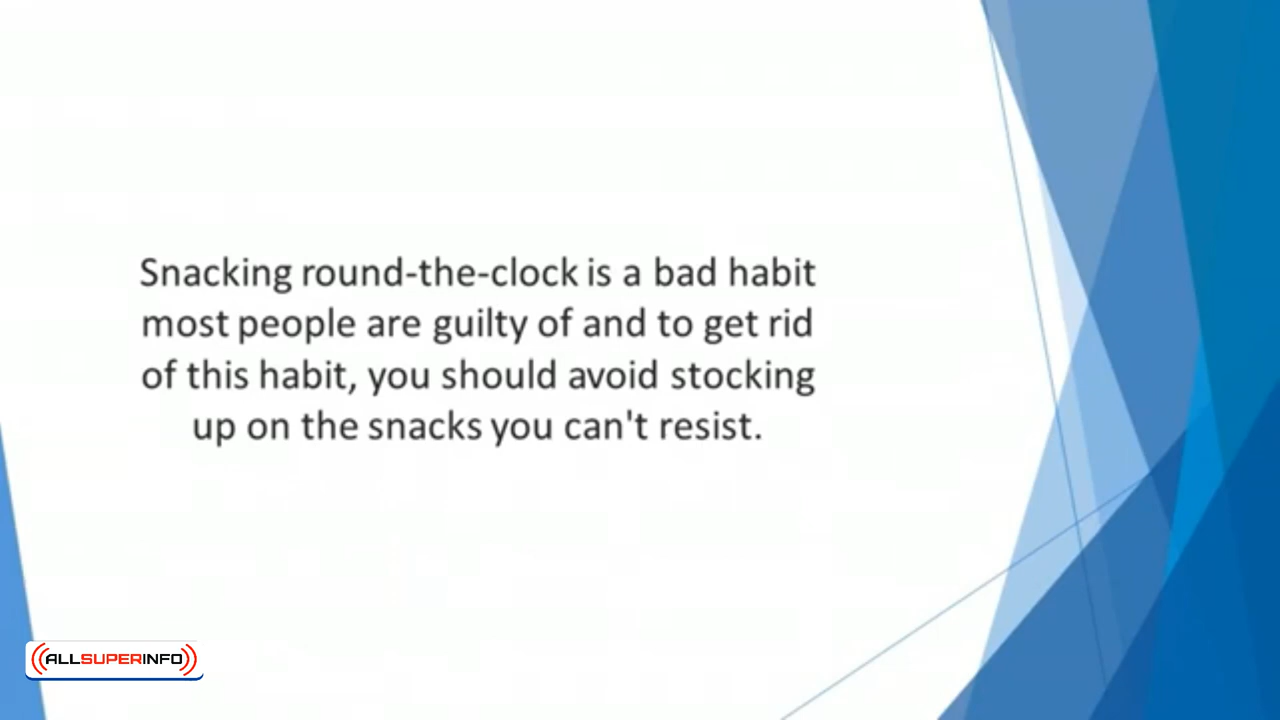 Snacking round-the-clock is a bad habit
most people are guilty of and to get rid
of this habit, you should avoid stocking
up on the snacks you can't resist.
ALLSUPERINFO